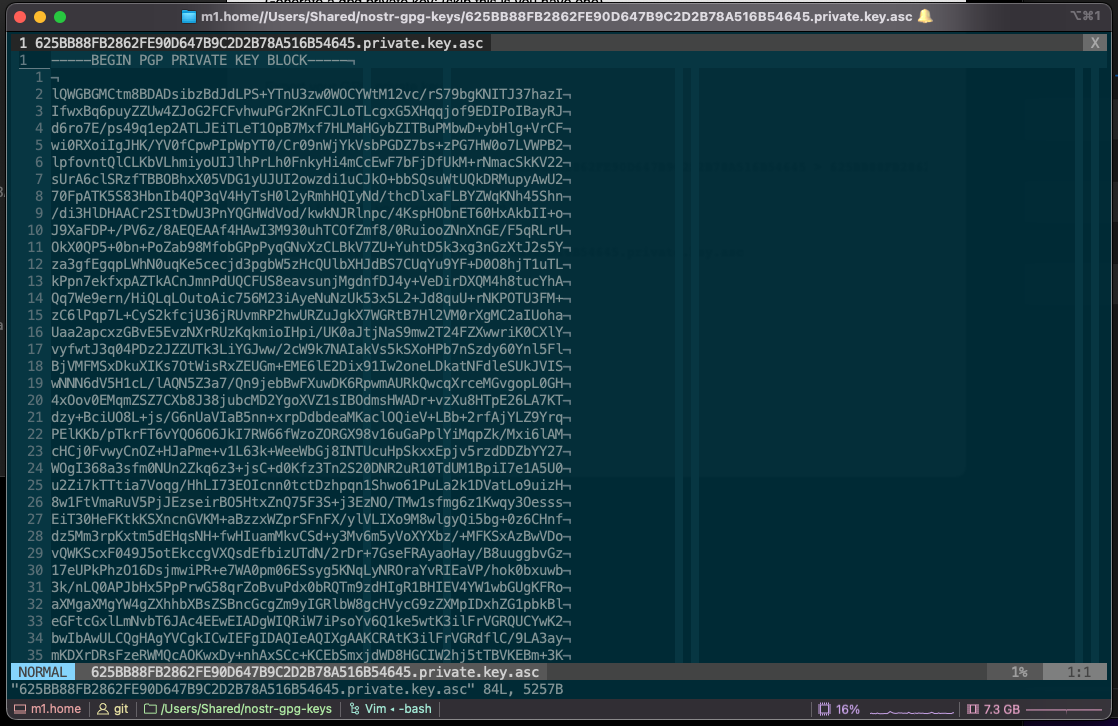 m1.home//Users/Shared/nostr-gpg-keys/625BB88FB2862FE90D647B9C2D2B78A516B54645.private.key.asc 🔔
⌥⌘1
1 625BB88FB2862FE90D647B9C2D2B78A516B54645.private.key.asc
X
1 -----BEGIN PGP PRIVATE KEY BLOCK-----¬
1 ¬
2 lQWGBGMCtm8BDADsibzBdJdLPS+YTnU3zw0WOCYWtM12vc/rS79bgKNITJ37hazI¬
3 IfwxBq6puyZZUw4ZJoG2FCFvhwuPGr2KnFCJLoTLcgxG5XHqqjof9EDIPoIBayRJ¬
4 d6ro7E/ps49q1ep2ATLJEiTLeT1OpB7Mxf7HLMaHGybZITBuPMbwD+ybHlg+VrCF¬
5 wi0RXoiIgJHK/YV0fCpwPIpWpYT0/Cr09nWjYkVsbPGDZ7bs+zPG7HW0o7LVWPB2¬
6 lpfovntQlCLKbVLhmiyoUIJlhPrLh0FnkyHi4mCcEwF7bFjDfUkM+rNmacSkKV22¬
7 sUrA6clSRzfTBBOBhxX05VDG1yUJUI2owzdi1uCJkO+bbSQsuWtUQkDRMupyAwU2¬
8 70FpATK5S83HbnIb4QP3qV4HyTsH0l2yRmhHQIyNd/thcDlxaFLBYZWqKNh45Shn¬
9 /di3HlDHAACr2SItDwU3PnYQGHWdVod/kwkNJRlnpc/4KspHObnET60HxAkbII+o¬
10 J9XaFDP+/PV6z/8AEQEAAf4HAwI3M930uhTCOfZmf8/0RuiooZNnXnGE/F5qRLrU¬
11 OkX0QP5+0bn+PoZab98MfobGPpPyqGNvXzCLBkV7ZU+YuhtD5k3xg3nGzXtJ2s5Y¬
12 za3gfEgqpLWhN0uqKe5cecjd3pgbW5zHcQUlbXHJdBS7CUqYu9YF+D0O8hjT1uTL¬
13 kPpn7ekfxpAZTkACnJmnPdUQCFUS8eavsunjMgdnfDJ4y+VeDirDXQM4h8tucYhA¬
14 Qq7We9ern/HiQLqLOutoAic756M23iAyeNuNzUk53x5L2+Jd8quU+rNKPOTU3FM+¬
15 zC6lPqp7L+CyS2kfcjU36jRUvmRP2hwURZuJgkX7WGRtB7Hl2VM0rXgMC2aIUoha¬
16 Uaa2apcxzGBvE5EvzNXrRUzKqkmioIHpi/UK0aJtjNaS9mw2T24FZXwwriK0CXlY¬
17 vyfwtJ3q04PDz2JZZUTk3LiYGJww/2cW9k7NAIakVs5kSXoHPb7nSzdy60Ynl5Fl¬
18 BjVMFMSxDkuXIKs7OtWisRxZEUGm+EME6lE2Dix91Iw2oneLDkatNFdleSUkJVIS¬
19 wNNN6dV5H1cL/lAQN5Z3a7/Qn9jebBwFXuwDK6RpwmAURkQwcqXrceMGvgopL0GH¬
20 4xOov0EMqmZSZ7CXb8J38jubcMD2YgoXVZ1sIBOdmsHWADr+vzXu8HTpE26LA7KT¬
21 dzy+BciUO8L+js/G6nUaVIaB5nn+xrpDdbdeaMKaclOQieV+LBb+2rfAjYLZ9Yrq¬
22 PElKKb/pTkrFT6vYQO6O6JkI7RW66fWzoZORGX98v16uGaPplYiMqpZk/Mxi6lAM¬
23 cHCj0FvwyCnOZ+HJaPme+v1L63k+WeeWbGj8INTUcuHpSkxxEpjv5rzdDDZbYY27¬
24 WOgI368a3sfm0NUn2Zkq6z3+jsC+d0Kfz3Tn2S20DNR2uR10TdUM1BpiI7e1A5U0¬
25 u2Zi7kTTtia7Voqg/HhLI73EOIcnn0tctDzhpqn1Shwo61PuLa2k1DVatLo9uizH¬
26 8w1FtVmaRuV5PjJEzseirBO5HtxZnQ75F3S+j3EzNO/TMw1sfmg6z1Kwqy3Oesss¬
27 EiT30HeFKtkKSXncnGVKM+aBzzxWZprSFnFX/ylVLIXo9M8wlgyQi5bg+0z6CHnf¬
28 dz5Mm3rpKxtm5dEHqsNH+fwHIuamMkvCSd+y3Mv6m5yVoXYXbz/+MFKSxAzBwVDo¬
29 vQWKScxF049J5otEkccgVXQsdEfbizUTdN/2rDr+7GseFRAyaoHay/B8uuggbvGz¬
30 17eUPkPhzO16DsjmwiPR+e7WA0pm06ESsyg5KNqLyNROraYvRIEaVP/hok0bxuwb¬
31 3k/nLQ0APJbHx5PpPrwG58qrZoBvuPdx0bRQTm9zdHIgR1BHIEV4YW1wbGUgKFRo¬
32 aXMgaXMgYW4gZXhhbXBsZSBncGcgZm9yIGRlbW8gcHVycG9zZXMpIDxhZG1pbkBl¬
33 eGFtcGxlLmNvbT6JAc4EEwEIADgWIQRiW7iPsoYv6Q1ke5wtK3ilFrVGRQUCYwK2¬
34 bwIbAwULCQgHAgYVCgkICwIEFgIDAQIeAQIXgAAKCRAtK3ilFrVGRdflC/9LA3ay¬
35 mKDXrDRsFzeRWMQcAOKwxDy+nhAxSCc+KCEbSmxjdWD8HGCIW2hj5tTBVKEBm+3K¬
NORMAL 625BB88FB2862FE90D647B9C2D2B78A516B54645.private.key.asc 1% 1:1
"625BB88FB2862FE90D647B9C2D2B78A516B54645.private.key.asc" 84L, 5257B
m1.home git /Users/Shared/nostr-gpg-keys Vim ◂ -bash 16% 7.3 GB